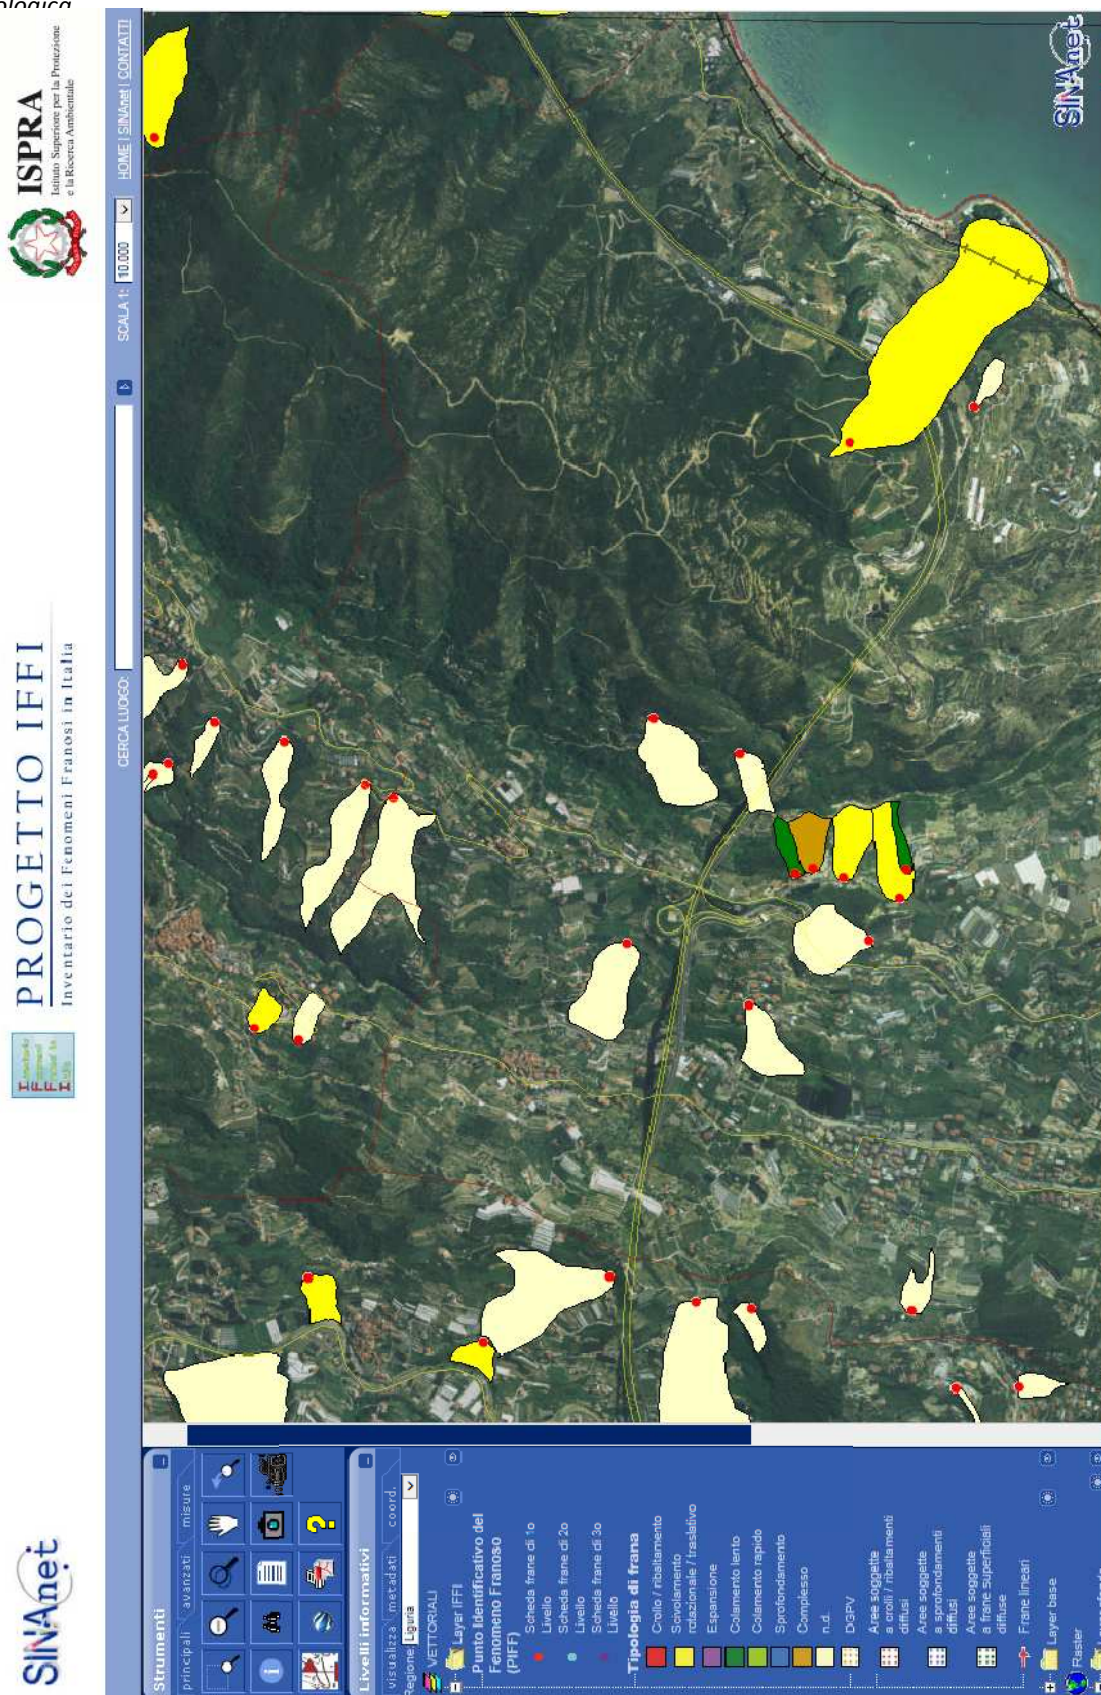 ologica
SINAnet
Inventario
Fenomeni
Franosi in
Italia
PROGETTO IFFI
Inventario dei Fenomeni Franosi in Italia
ISPRA
Istituto Superiore per la Protezione
e la Ricerca Ambientale
CERCA LUOGO:
SCALA 1: 10.000
HOME | SINAnet | CONTATTI
Strumenti
principali avanzati misure
Livelli informativi
visualizza metadati coord.
Regione: Liguria
VETTORIALI
Layer IFFI
Punto Identificativo del
Fenomeno Franoso
(PIFF)
Scheda frane di 1o
Livello
Scheda frane di 2o
Livello
Scheda frane di 3o
Livello
Tipologia di frana
Crollo / ribaltamento
Scivolamento
rotazionale / traslativo
Espansione
Colamento lento
Colamento rapido
Sprofondamento
Complesso
n.d.
DGPV
Aree soggette
a crolli / ribaltamenti
diffusi
Aree soggette
a sprofondamenti
diffusi
Aree soggette
a frane superficiali
diffuse
Frane lineari
Layer base
Raster
SINAnet